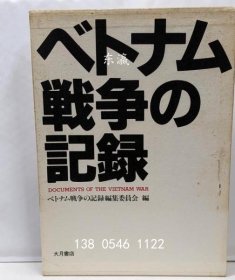 ベトナム
戦争の
記録
DOCUMENTS OF THE VIETNAM WAR
ベトナム戦争の記録編集委員会 編
138 0546 1122
大月書店